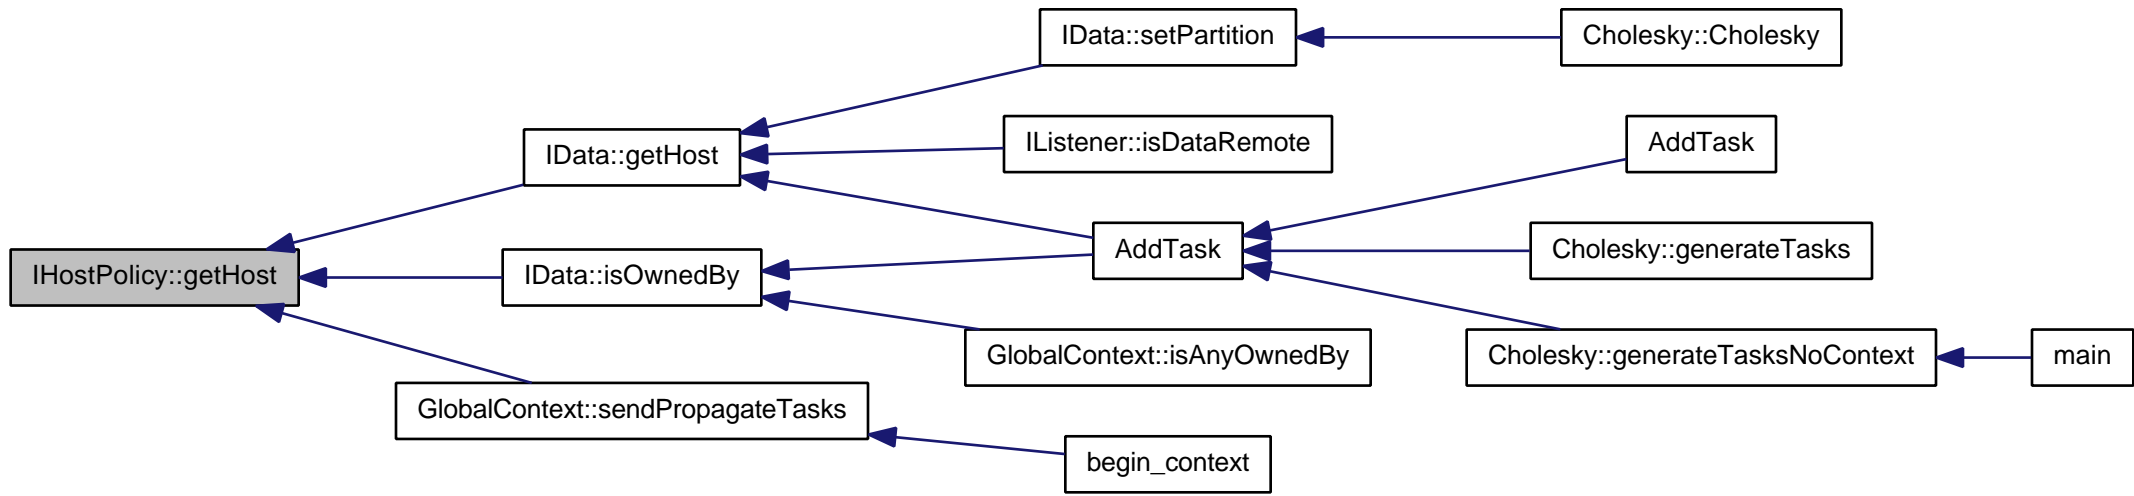 IData::setPartition
Cholesky::Cholesky
IListener::isDataRemote
AddTask
IData::getHost
IHostPolicy::getHost
IData::isOwnedBy
AddTask
Cholesky::generateTasks
GlobalContext::isAnyOwnedBy
Cholesky::generateTasksNoContext
main
GlobalContext::sendPropagateTasks
begin_context